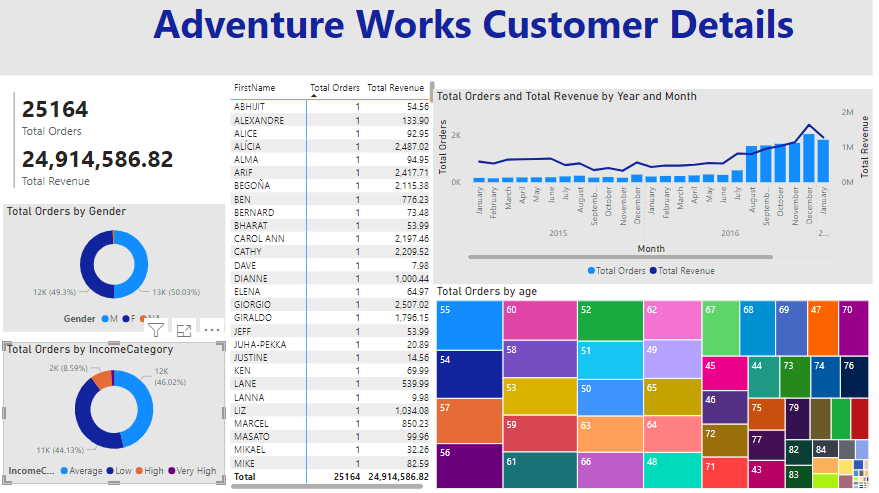 Adventure Works Customer Details
25164
Total Orders
24,914,586.82
Total Revenue
Total Orders by Gender
12K (49.3%)
13K (50.03%)
Gender M F NA
Total Orders by IncomeCategory
2K (8.59%)
12K
(46.02%)
11K (44.13%)
IncomeC... Average Low High Very High
FirstName Total Orders Total Revenue
ABHIJIT 1 54.56
ALEXANDRE 1 133.90
ALICE 1 92.95
ALÍCIA 1 2,487.02
ALMA 1 94.95
ARIF 1 2,417.71
BEGOÑA 1 2,115.38
BEN 1 776.23
BERNARD 1 73.48
BHARAT 1 53.99
CAROL ANN 1 2,197.46
CATHY 1 2,209.52
DAVE 1 7.98
DIANNE 1 1,000.44
ELENA 1 64.97
GIORGIO 1 2,507.02
GIRALDO 1 1,796.15
JEFF 1 53.99
JUHA-PEKKA 1 20.89
JUSTINE 1 14.56
KEN 1 69.99
LANE 1 539.99
LANNA 1 9.98
LIZ 1 1,034.08
MARCEL 1 850.23
MASATO 1 99.96
MIKAEL 1 32.26
MIKE 1 82.59
Total 25164 24,914,586.82
Total Orders and Total Revenue by Year and Month
Total Orders
2K
0K
2M
1M
0M
Total Revenue
January February March April May June July August Septemb... October November December January February March April May June July August Septemb... October November December January
2015 2016 2...
Month
Total Orders Total Revenue
Total Orders by age
55 60 52 62 67 68 69 47 70
54 58 51 49 45 44 73 74 76
57 53 50 65 46 75 79
59 63 64 72 77 82 84
56 61 66 48 71 43 83